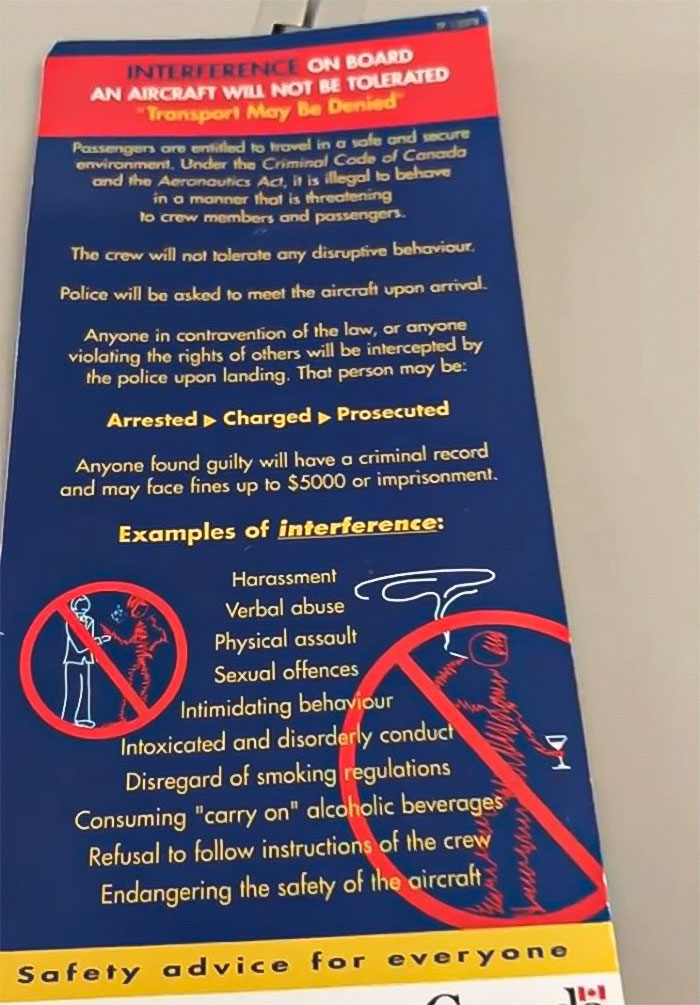 INTERFERENCE ON BOARD
AN AIRCRAFT WILL NOT BE TOLERATED
"Transport May Be Denied"
Passengers are entitled to travel in a safe and secure
environment. Under the Criminal Code of Canada
and the Aeronautics Act, it is illegal to behave
in a manner that is threatening
to crew members and passengers.
The crew will not tolerate any disruptive behaviour.
Police will be asked to meet the aircraft upon arrival.
Anyone in contravention of the law, or anyone
violating the rights of others will be intercepted by
the police upon landing. That person may be:
Arrested ▸ Charged ▸ Prosecuted
Anyone found guilty will have a criminal record
and may face fines up to $5000 or imprisonment.
Examples of interference:
Harassment
Verbal abuse
Physical assault
Sexual offences
Intimidating behaviour
Intoxicated and disorderly conduct
Disregard of smoking regulations
Consuming "carry on" alcoholic beverages
Refusal to follow instructions of the crew
Endangering the safety of the aircraft
Safety advice for everyone
Canada